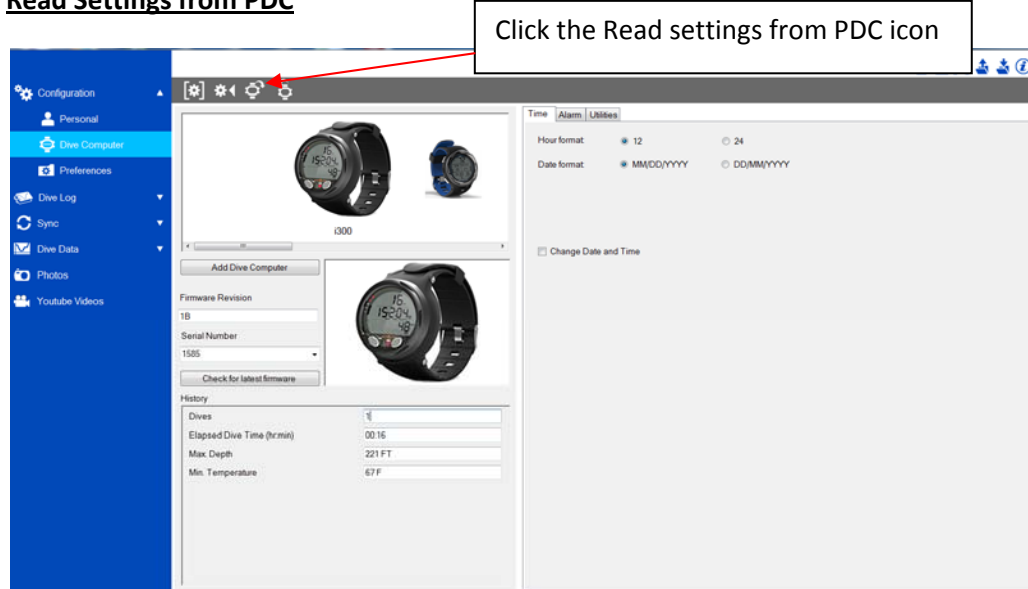 Read Settings from PDC
Click the Read settings from PDC icon
Configuration
Personal
Dive Computer
Preferences
Dive Log
Sync
Dive Data
Photos
Youtube Videos
i300
Add Dive Computer
Firmware Revision
1B
Serial Number
1585
Check for latest firmware
History
Dives 1
Elapsed Dive Time (hr:min) 00:16
Max. Depth 221 FT
Min. Temperature 67 F
Time Alarm Utilities
Hour format: 12 24
Date format: MM/DD/YYYY DD/MM/YYYY
Change Date and Time